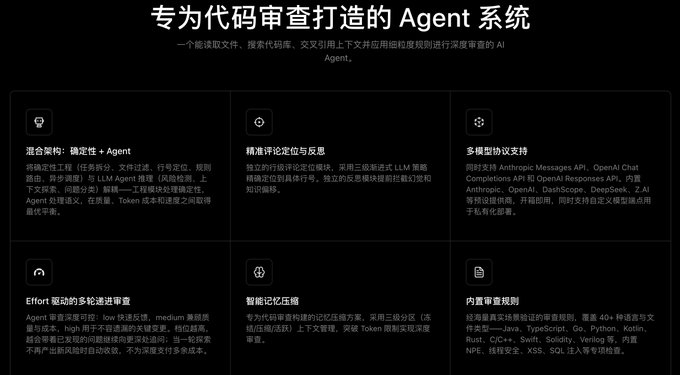 专为代码审查打造的 Agent 系统
一个能读取文件、搜索代码库、交叉引用上下文并应用细粒度规则进行深度审查的 AI
Agent。
混合架构：确定性 + Agent
将确定性工程（任务拆分、文件过滤、行号定位、规则
路由、异步调度）与 LLM Agent 推理（风险检测、上
下文探索、问题分类）解耦——工程模块处理确定性，
Agent 处理语义，在质量、Token 成本和速度之间取得
最优平衡。
精准评论定位与反思
独立的行级评论定位模块，采用三级渐进式 LLM 策略
精确定位到具体行号。独立的反思模块提前拦截幻觉和
知识偏移。
多模型协议支持
同时支持 Anthropic Messages API、OpenAI Chat
Completions API 和 OpenAI Responses API。内置
Anthropic、OpenAI、DashScope、DeepSeek、Z.AI
等预设提供商，开箱即用，同时支持自定义模型端点用
于私有化部署。
Effort 驱动的多轮递进审查
Agent 审查深度可控：low 快速反馈，medium 兼顾质
量与成本，high 用于不容遗漏的关键变更。档位越高，
越会带着已发现的问题继续向更深处追问；当一轮探索
不再产出新风险时自动收敛，不为深度支付多余成本。
智能记忆压缩
专为代码审查构建的记忆压缩方案，采用三级分区（冻
结/压缩/活跃）上下文管理，突破 Token 限制实现深度
审查。
内置审查规则
经海量真实场景验证的审查规则，覆盖 40+ 种语言与文
件类型——Java、TypeScript、Go、Python、Kotlin、
Rust、C/C++、Swift、Solidity、Verilog 等。内置
NPE、线程安全、XSS、SQL 注入等专项检查。